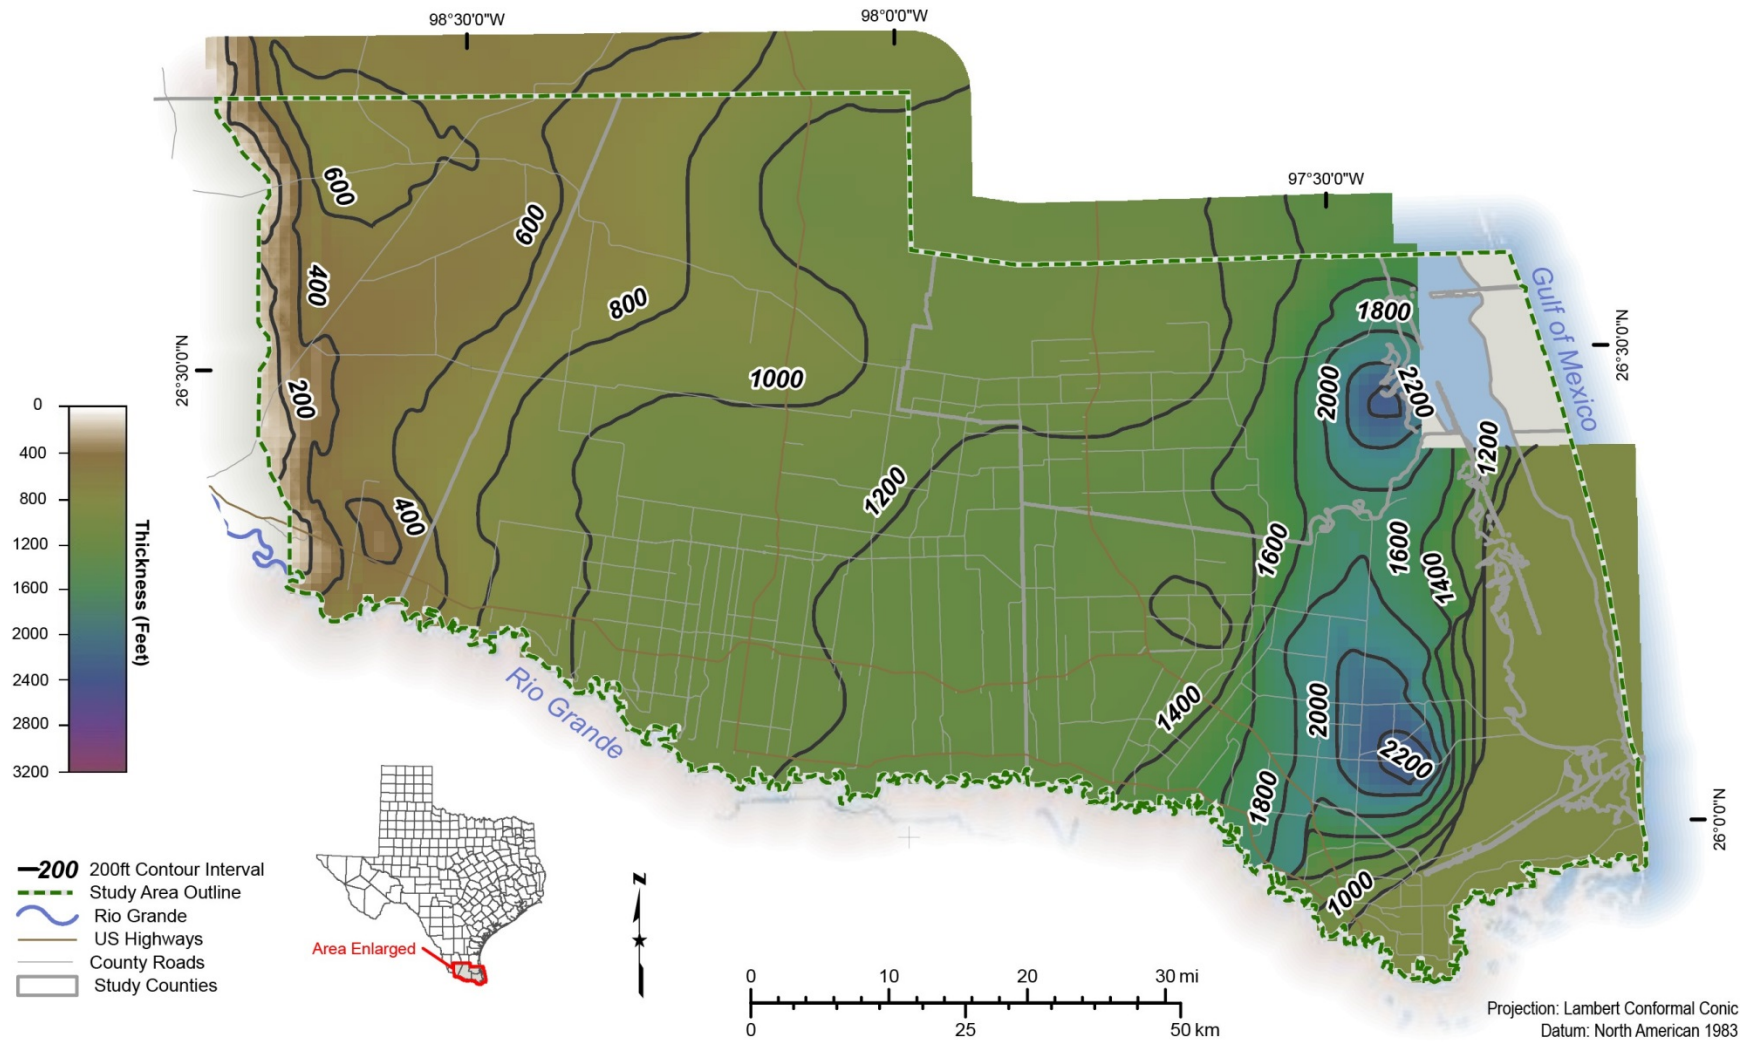 98°30'0"W
98°0'0"W
97°30'0"W
26°30'0"N
26°30'0"N
26°0'0"N
600
600
400
800
200
1000
400
1200
1800
2000
2200
1200
1600
1600
1400
1400
2000
2200
1800
1000
Gulf of Mexico
Rio Grande
0
400
800
1200
1600
2000
2400
2800
3200
Thickness (Feet)
200 200ft Contour Interval
Study Area Outline
Rio Grande
US Highways
County Roads
Study Counties
Area Enlarged
N
0 10 20 30 mi
0 25 50 km
Projection: Lambert Conformal Conic
Datum: North American 1983